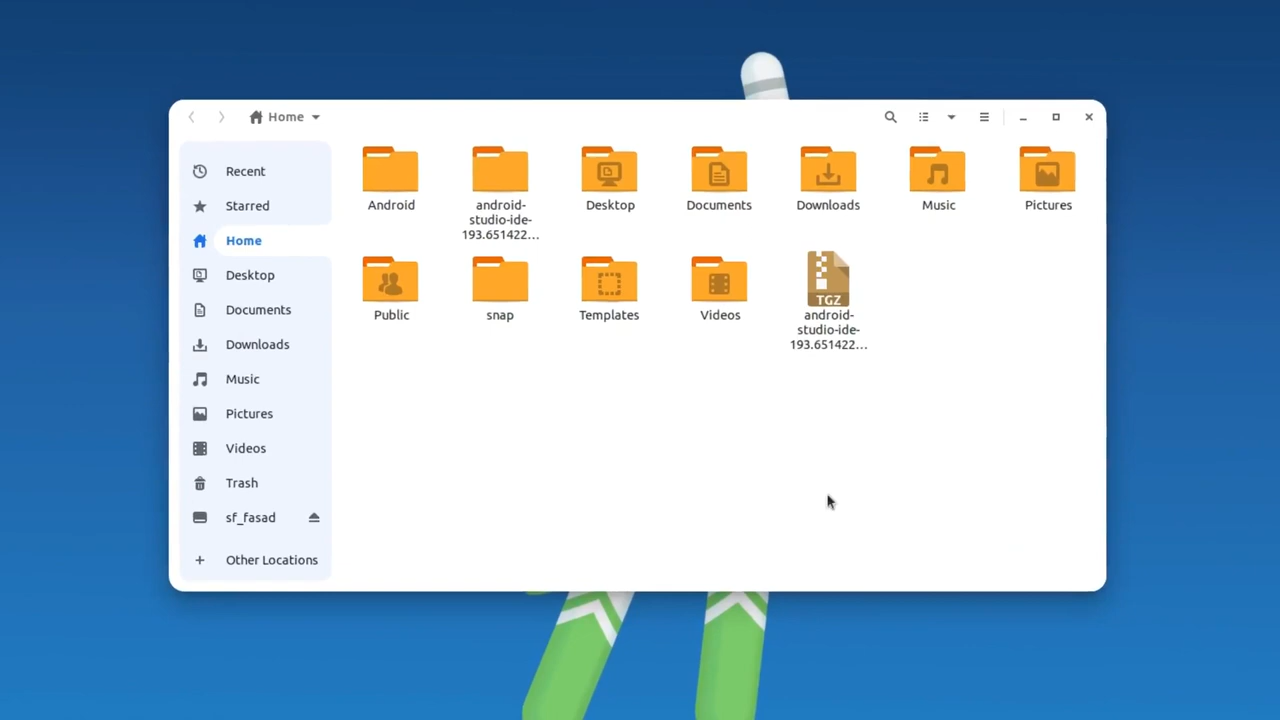 Home
Recent
Starred
Home
Desktop
Documents
Downloads
Music
Pictures
Videos
Trash
sf_fasad
Other Locations
Android
android-
studio-ide-
193.651422...
Desktop
Documents
Downloads
Music
Pictures
Public
snap
Templates
Videos
TGZ
android-
studio-ide-
193.651422...